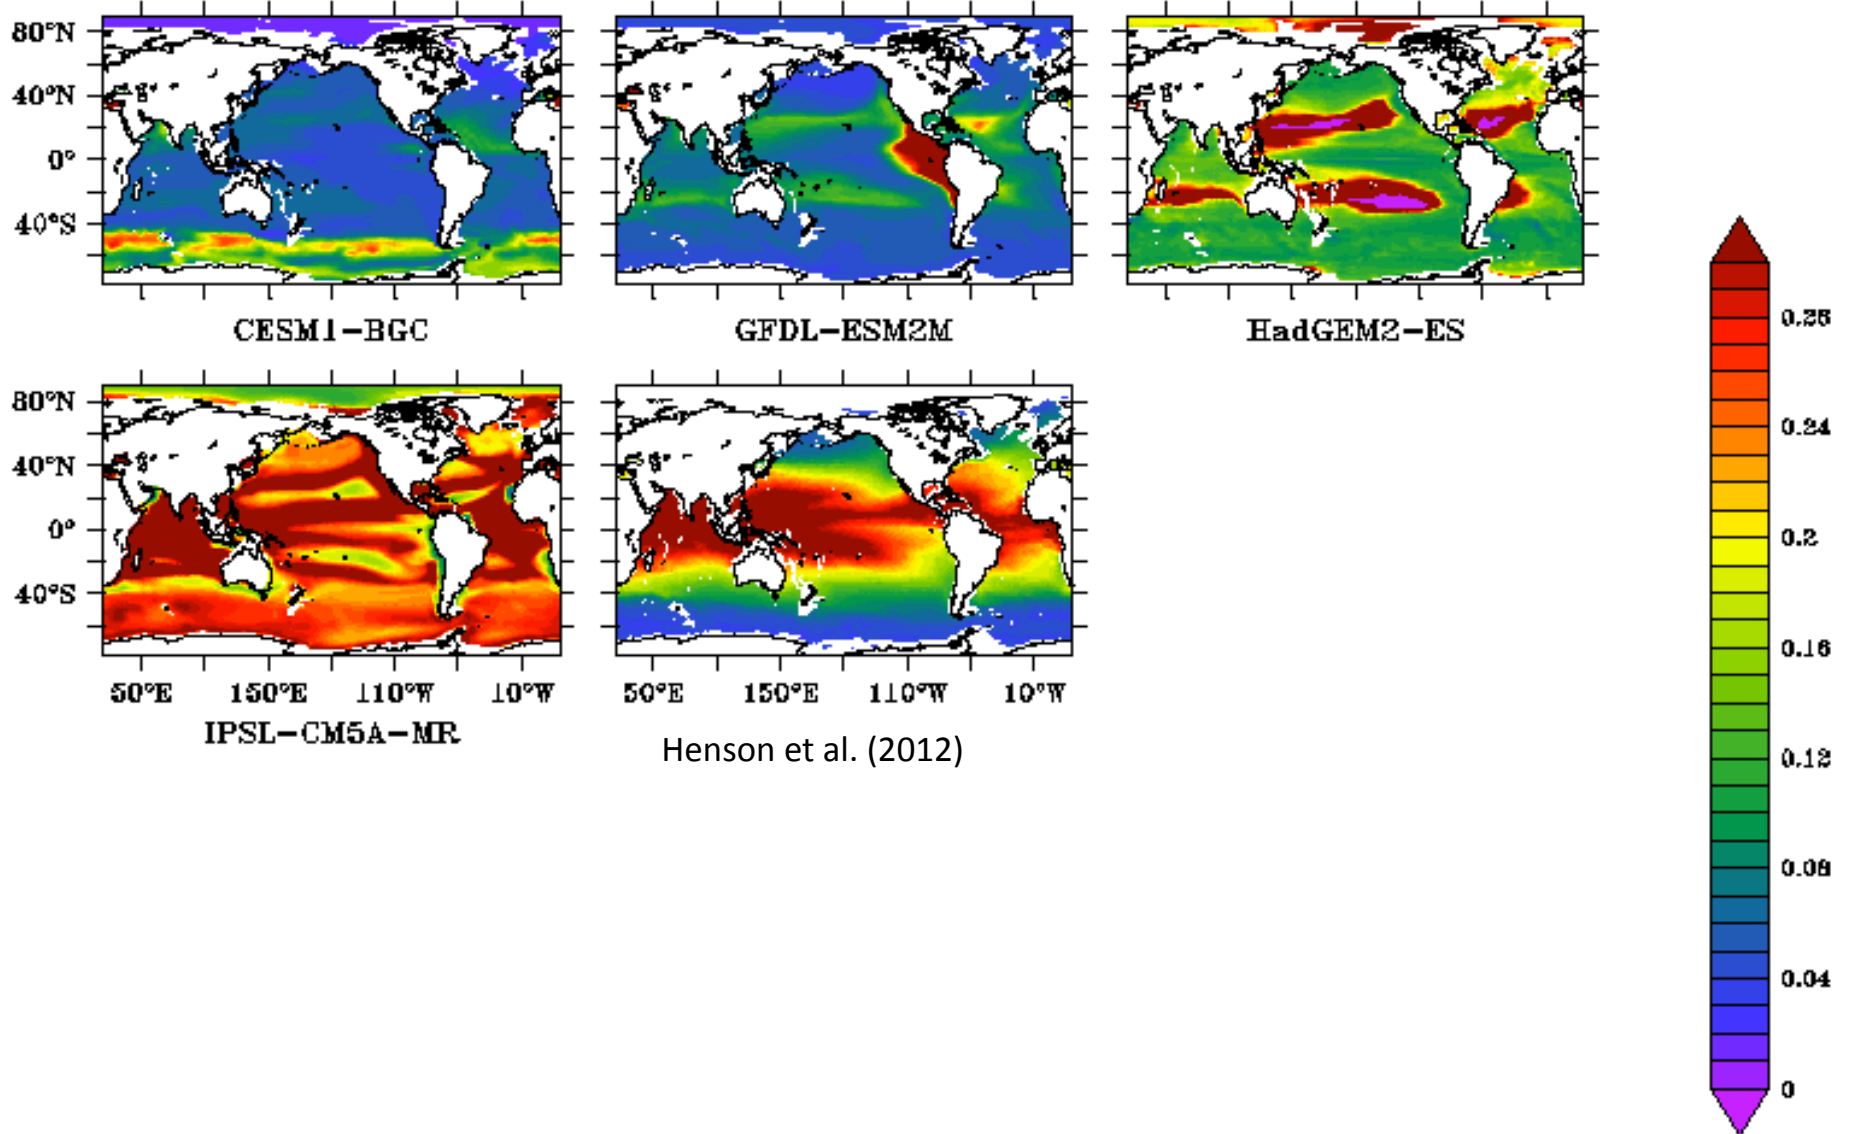 80°N
40°N
0°
40°S
CESM1-BGC
GFDL-ESM2M
HadGEM2-ES
80°N
40°N
0°
40°S
50°E 150°E 110°W 10°W
50°E 150°E 110°W 10°W
IPSL-CM5A-MR
Henson et al. (2012)
0.28
0.24
0.2
0.16
0.12
0.08
0.04
0